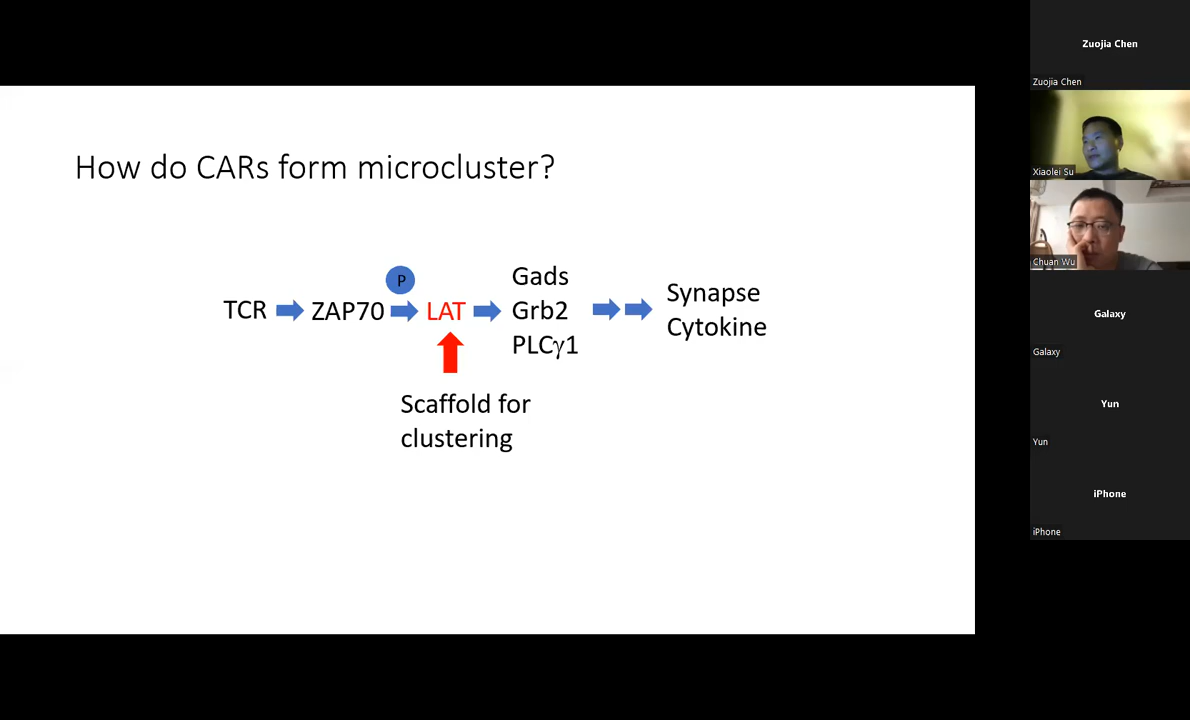 How do CARs form microcluster?
P
TCR
ZAP70
LAT
Gads
Grb2
PLCγ1
Synapse
Cytokine
Scaffold for
clustering
Zuojia Chen
Zuojia Chen
Xiaolei Su
Chuan Wu
Galaxy
Galaxy
Yun
Yun
iPhone
iPhone